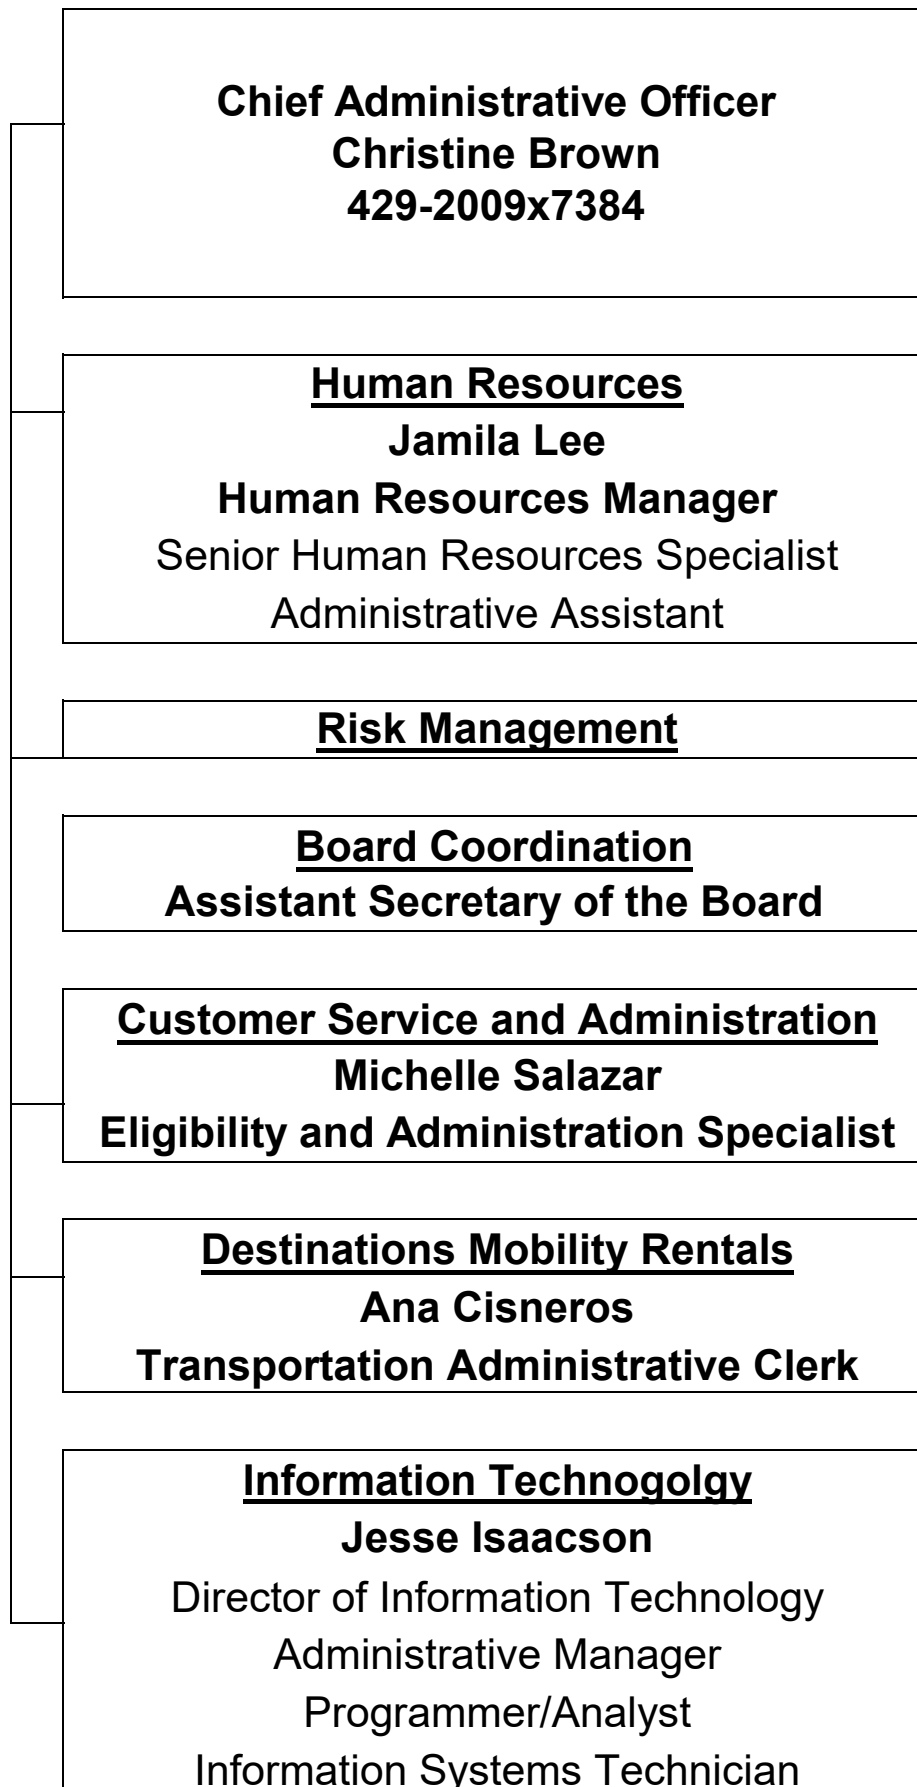 Chief Administrative Officer
Christine Brown
429-2009x7384
Human Resources
Jamila Lee
Human Resources Manager
Senior Human Resources Specialist
Administrative Assistant
Risk Management
Board Coordination
Assistant Secretary of the Board
Customer Service and Administration
Michelle Salazar
Eligibility and Administration Specialist
Destinations Mobility Rentals
Ana Cisneros
Transportation Administrative Clerk
Information Technogolgy
Jesse Isaacson
Director of Information Technology
Administrative Manager
Programmer/Analyst
Information Systems Technician